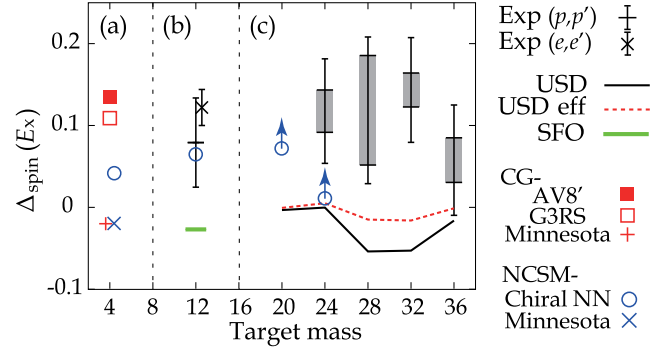 (a)
(b)
(c)
0.2
0.1
0
-0.1
Δspin(Ex)
4
8
12
16
20
24
28
32
36
Target mass
Exp (p,p′)
Exp (e,e′)
USD
USD eff
SFO
CG-
AV8′
G3RS
Minnesota
NCSM-
Chiral NN
Minnesota